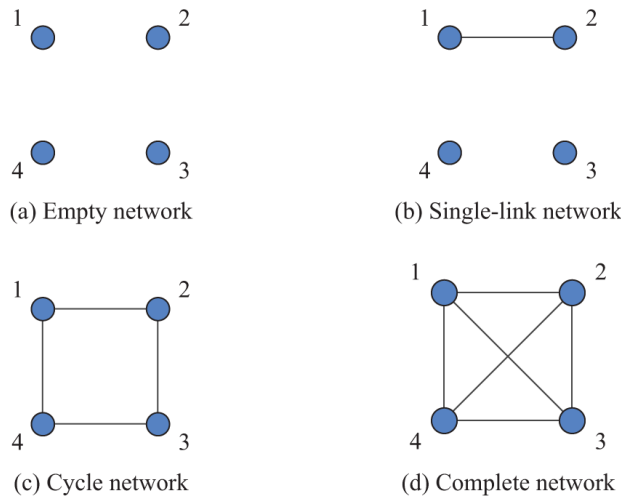 1 2
1 2
4 3
4 3
(a) Empty network
(b) Single-link network
1 2
1 2
4 3
4 3
(c) Cycle network
(d) Complete network